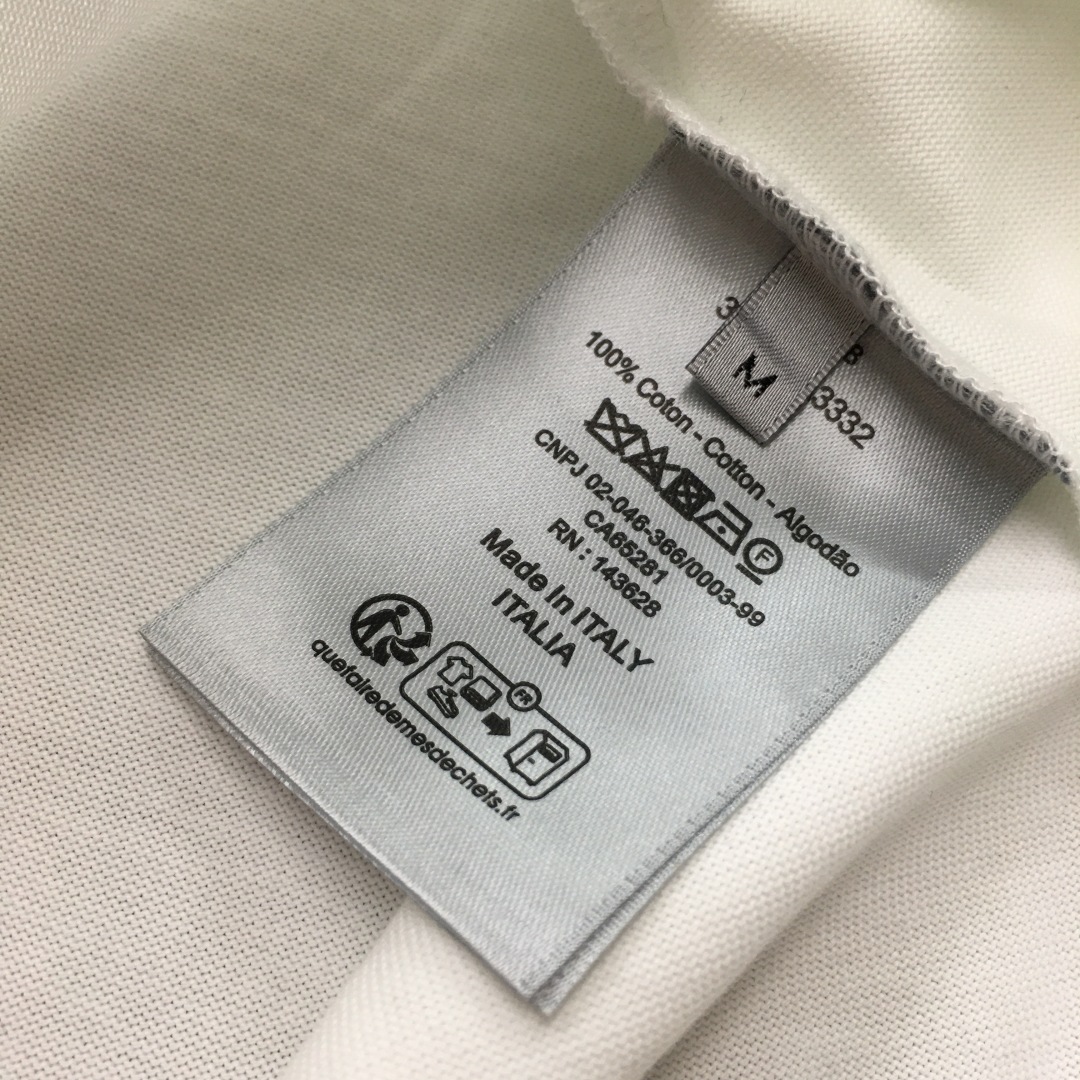 M
3332
100% Coton - Cotton - Algodão
F
CNPJ 02-046-366/0003-99
CA65281
RN : 143628
Made In ITALY
ITALIA
FR
quefairedemesdechets.fr